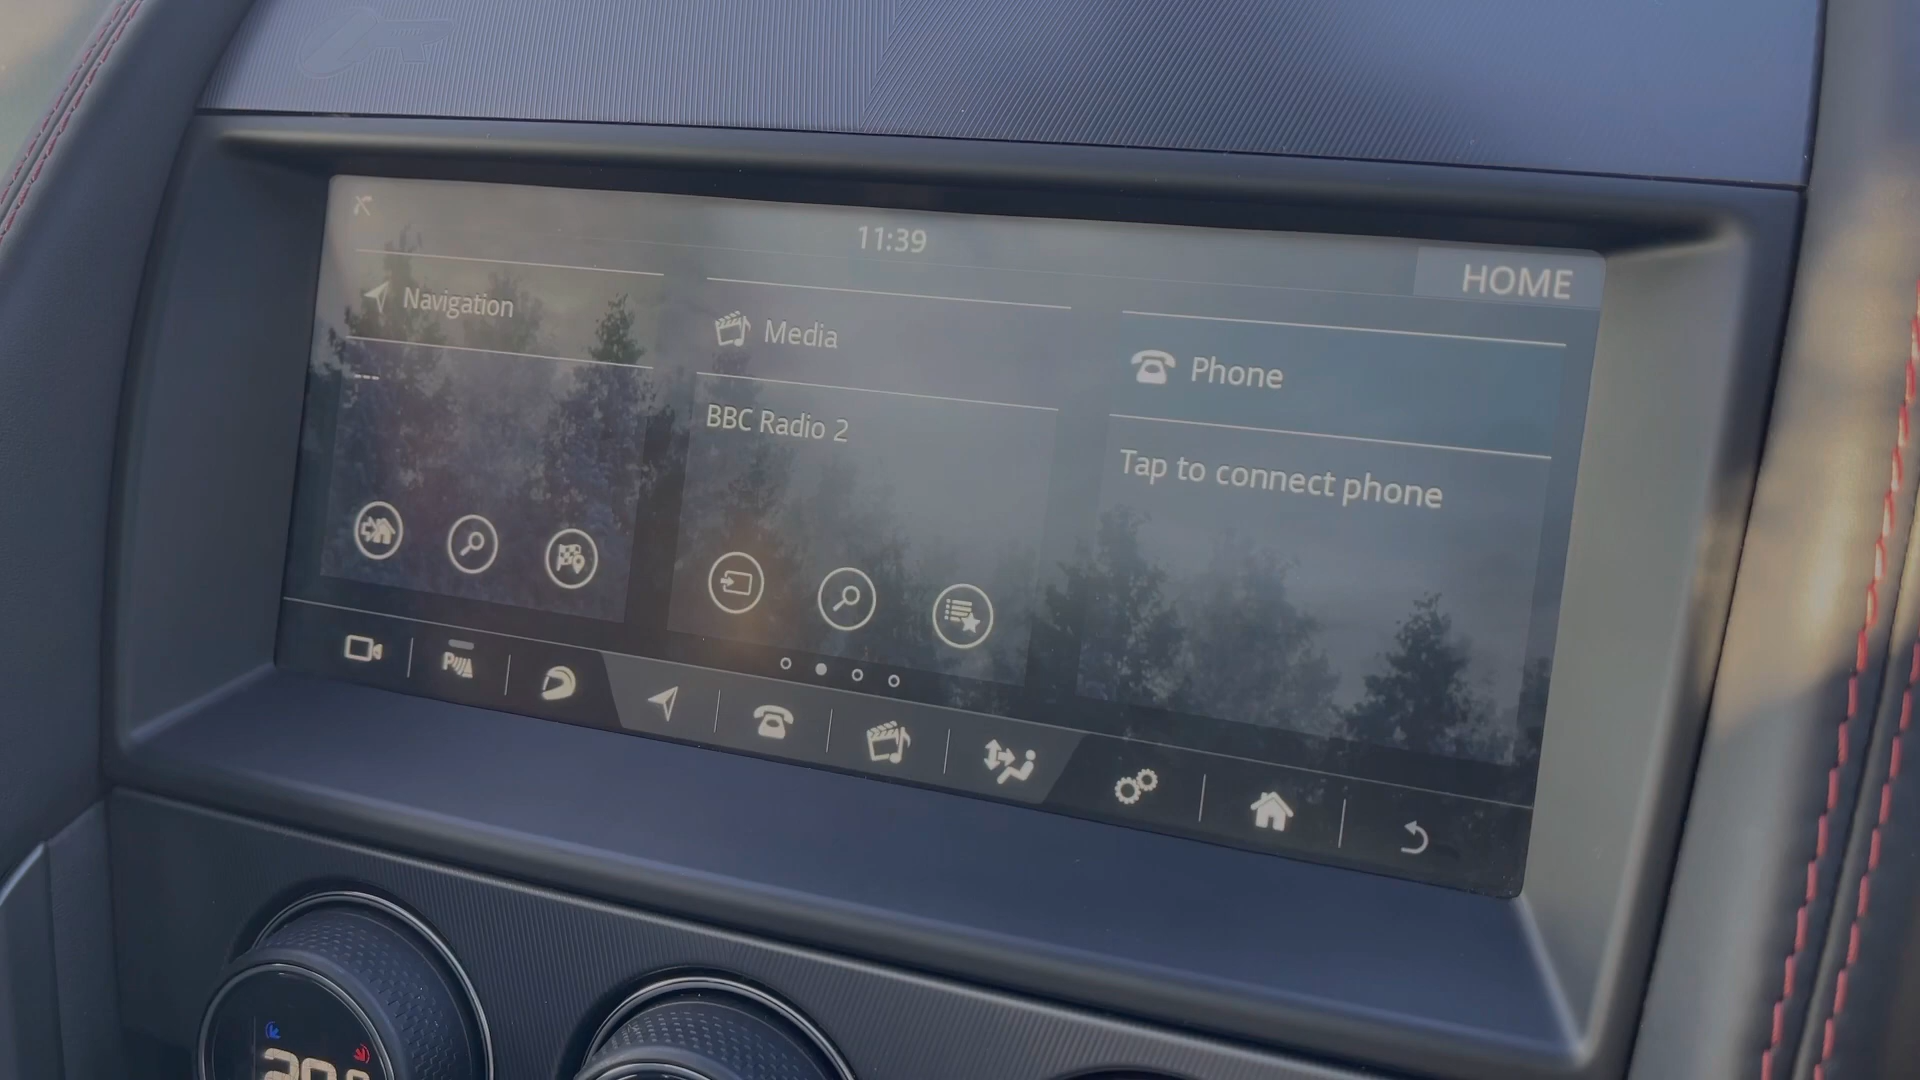 11:39
HOME
Navigation
---
Media
BBC Radio 2
Phone
Tap to connect phone
P